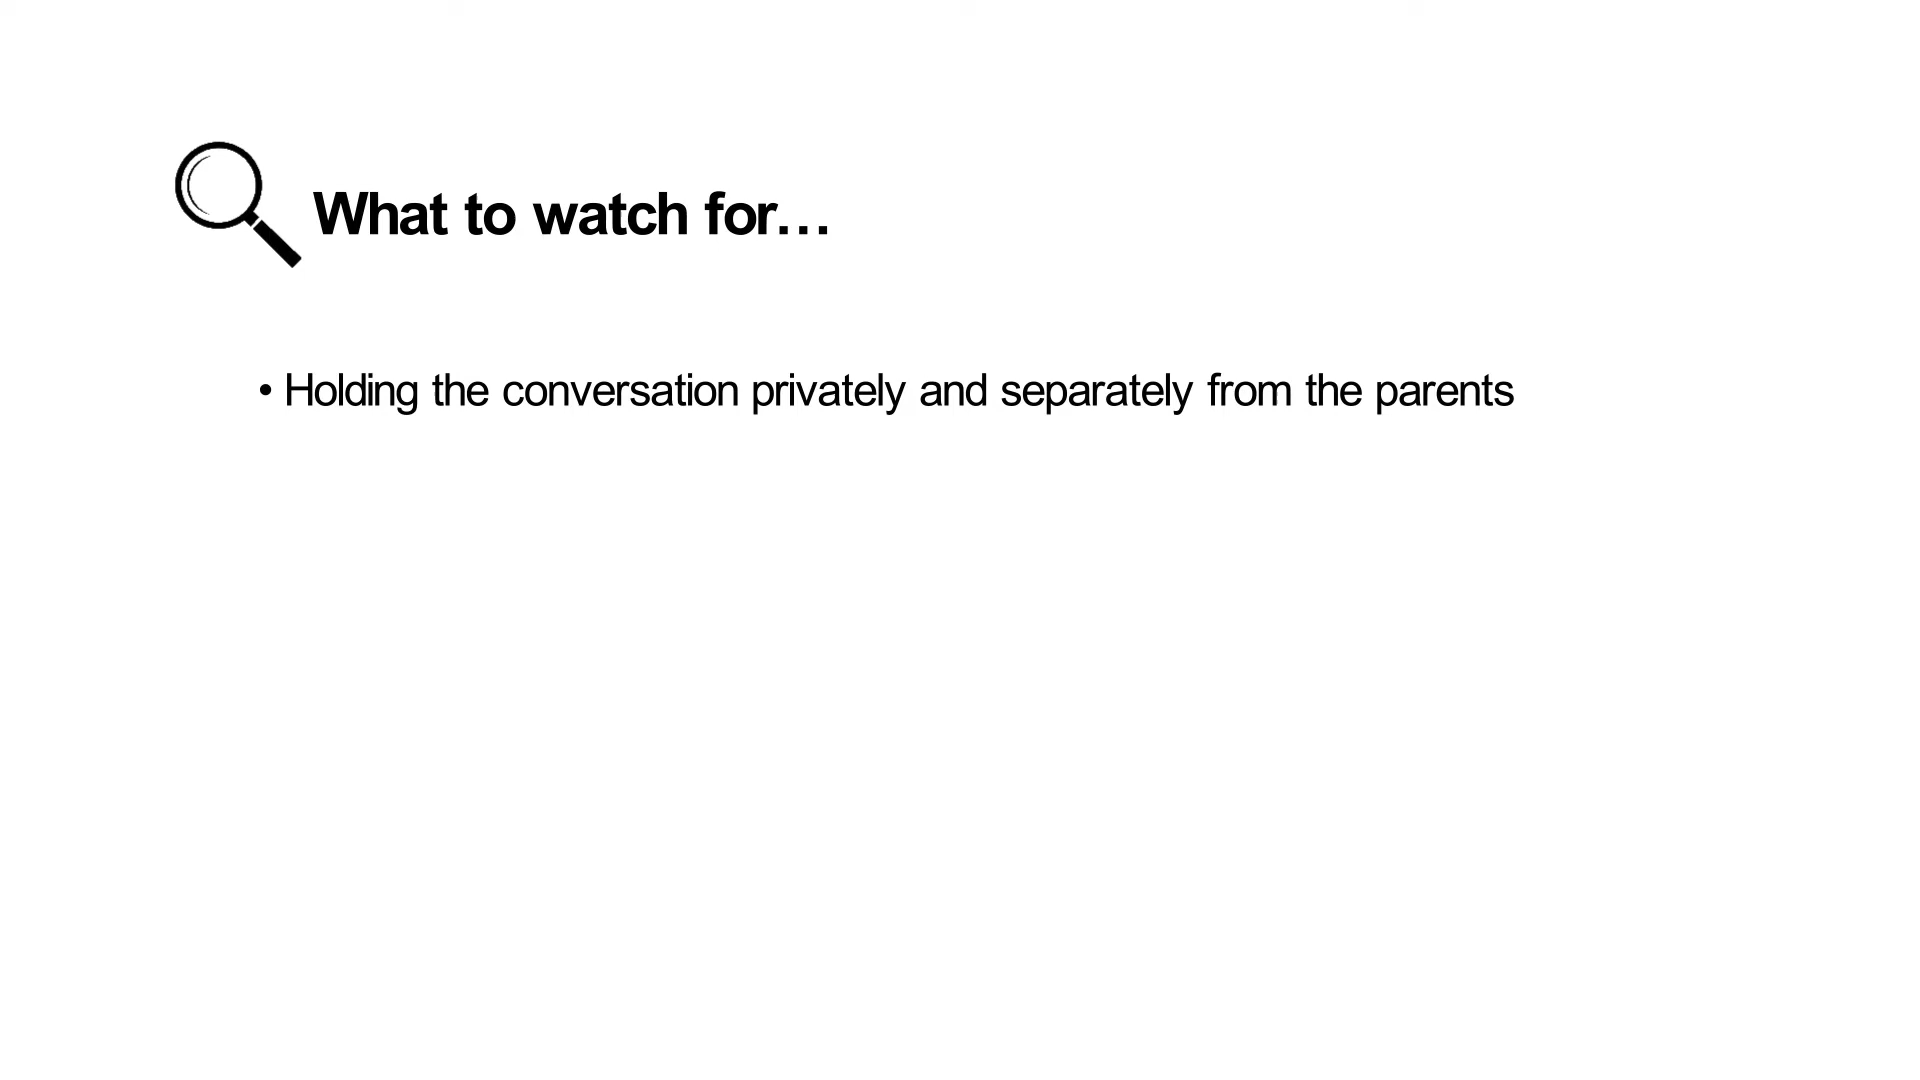 What to watch for…
• Holding the conversation privately and separately from the parents